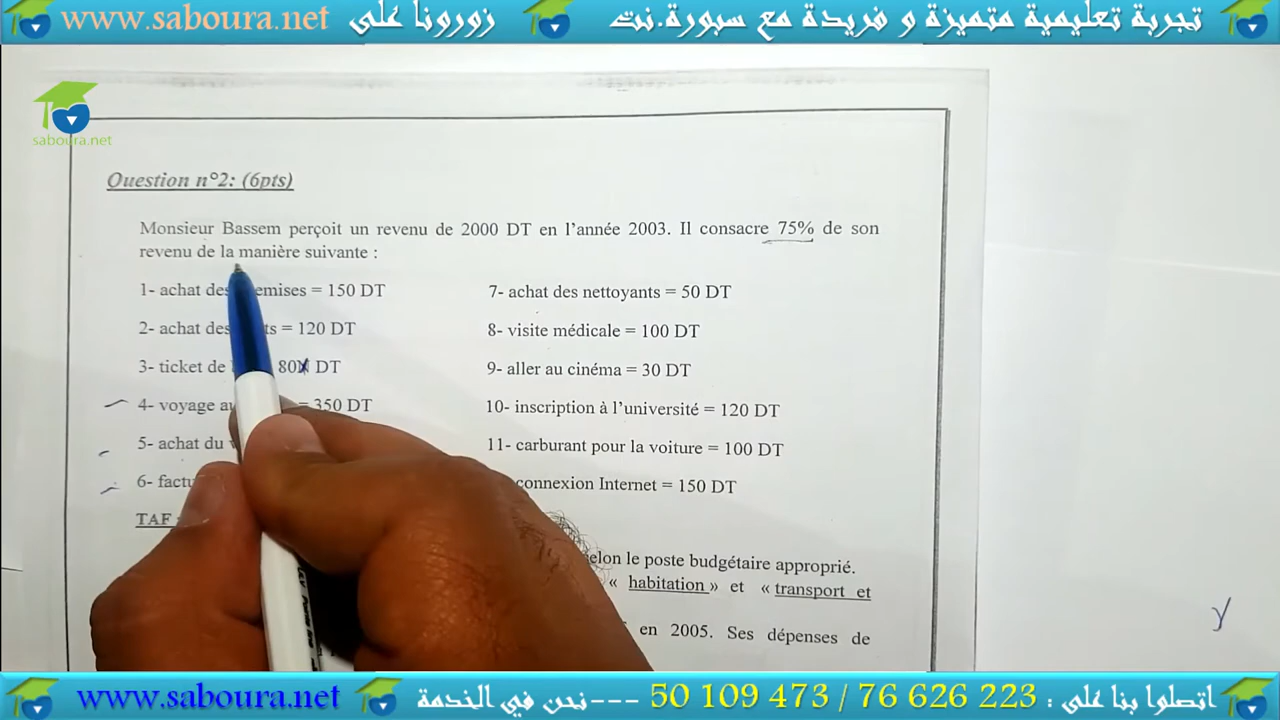 www.saboura.net زورونا على تجربة تعليمية متميزة و فريدة مع سبورة.نت
saboura.net
Question n°2: (6pts)
Monsieur Bassem perçoit un revenu de 2000 DT en l'année 2003. Il consacre 75% de son
revenu de la manière suivante :
1- achat des = 150 DT
7- achat des nettoyants = 50 DT
2- achat des = 120 DT
8- visite médicale = 100 DT
3- ticket de 80 DT
9- aller au cinéma = 30 DT
4- voyage = 350 DT
10- inscription à l'université = 120 DT
5- achat du
11- carburant pour la voiture = 100 DT
6-
connexion Internet = 150 DT
TAF
selon le poste budgétaire approprié.
« habitation » et « transport et
en 2005. Ses dépenses de
www.saboura.net اتصلوا بنا على : 223 626 76 / 473 109 50 ---نحن في الخدمة